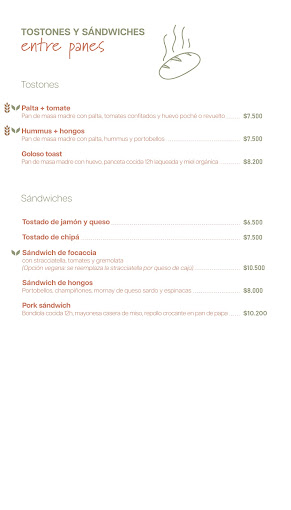 TOSTONES Y SÁNDWICHES
entre panes
Tostones
Palta + tomate
Pan de masa madre con palta, tomates confitados y huevo poché o revuelto $7.500
Hummus + hongos
Pan de masa madre con palta, hummus y portobellos $7.500
Goloso toast
Pan de masa madre con huevo, panceta cocida 12h laqueada y miel orgánica $8.200
Sándwiches
Tostado de jamón y queso $6.500
Tostado de chipá $7.500
Sándwich de focaccia
con stracciatella, tomates y gremolata
(Opción vegana: se reemplaza la stracciatella por queso de cajú) $10.500
Sándwich de hongos
Portobellos, champiñones, mornay de queso sardo y espinacas $8.000
Pork sándwich
Bondiola cocida 12h, mayonesa casera de miso, repollo crocante en pan de papa $10.200